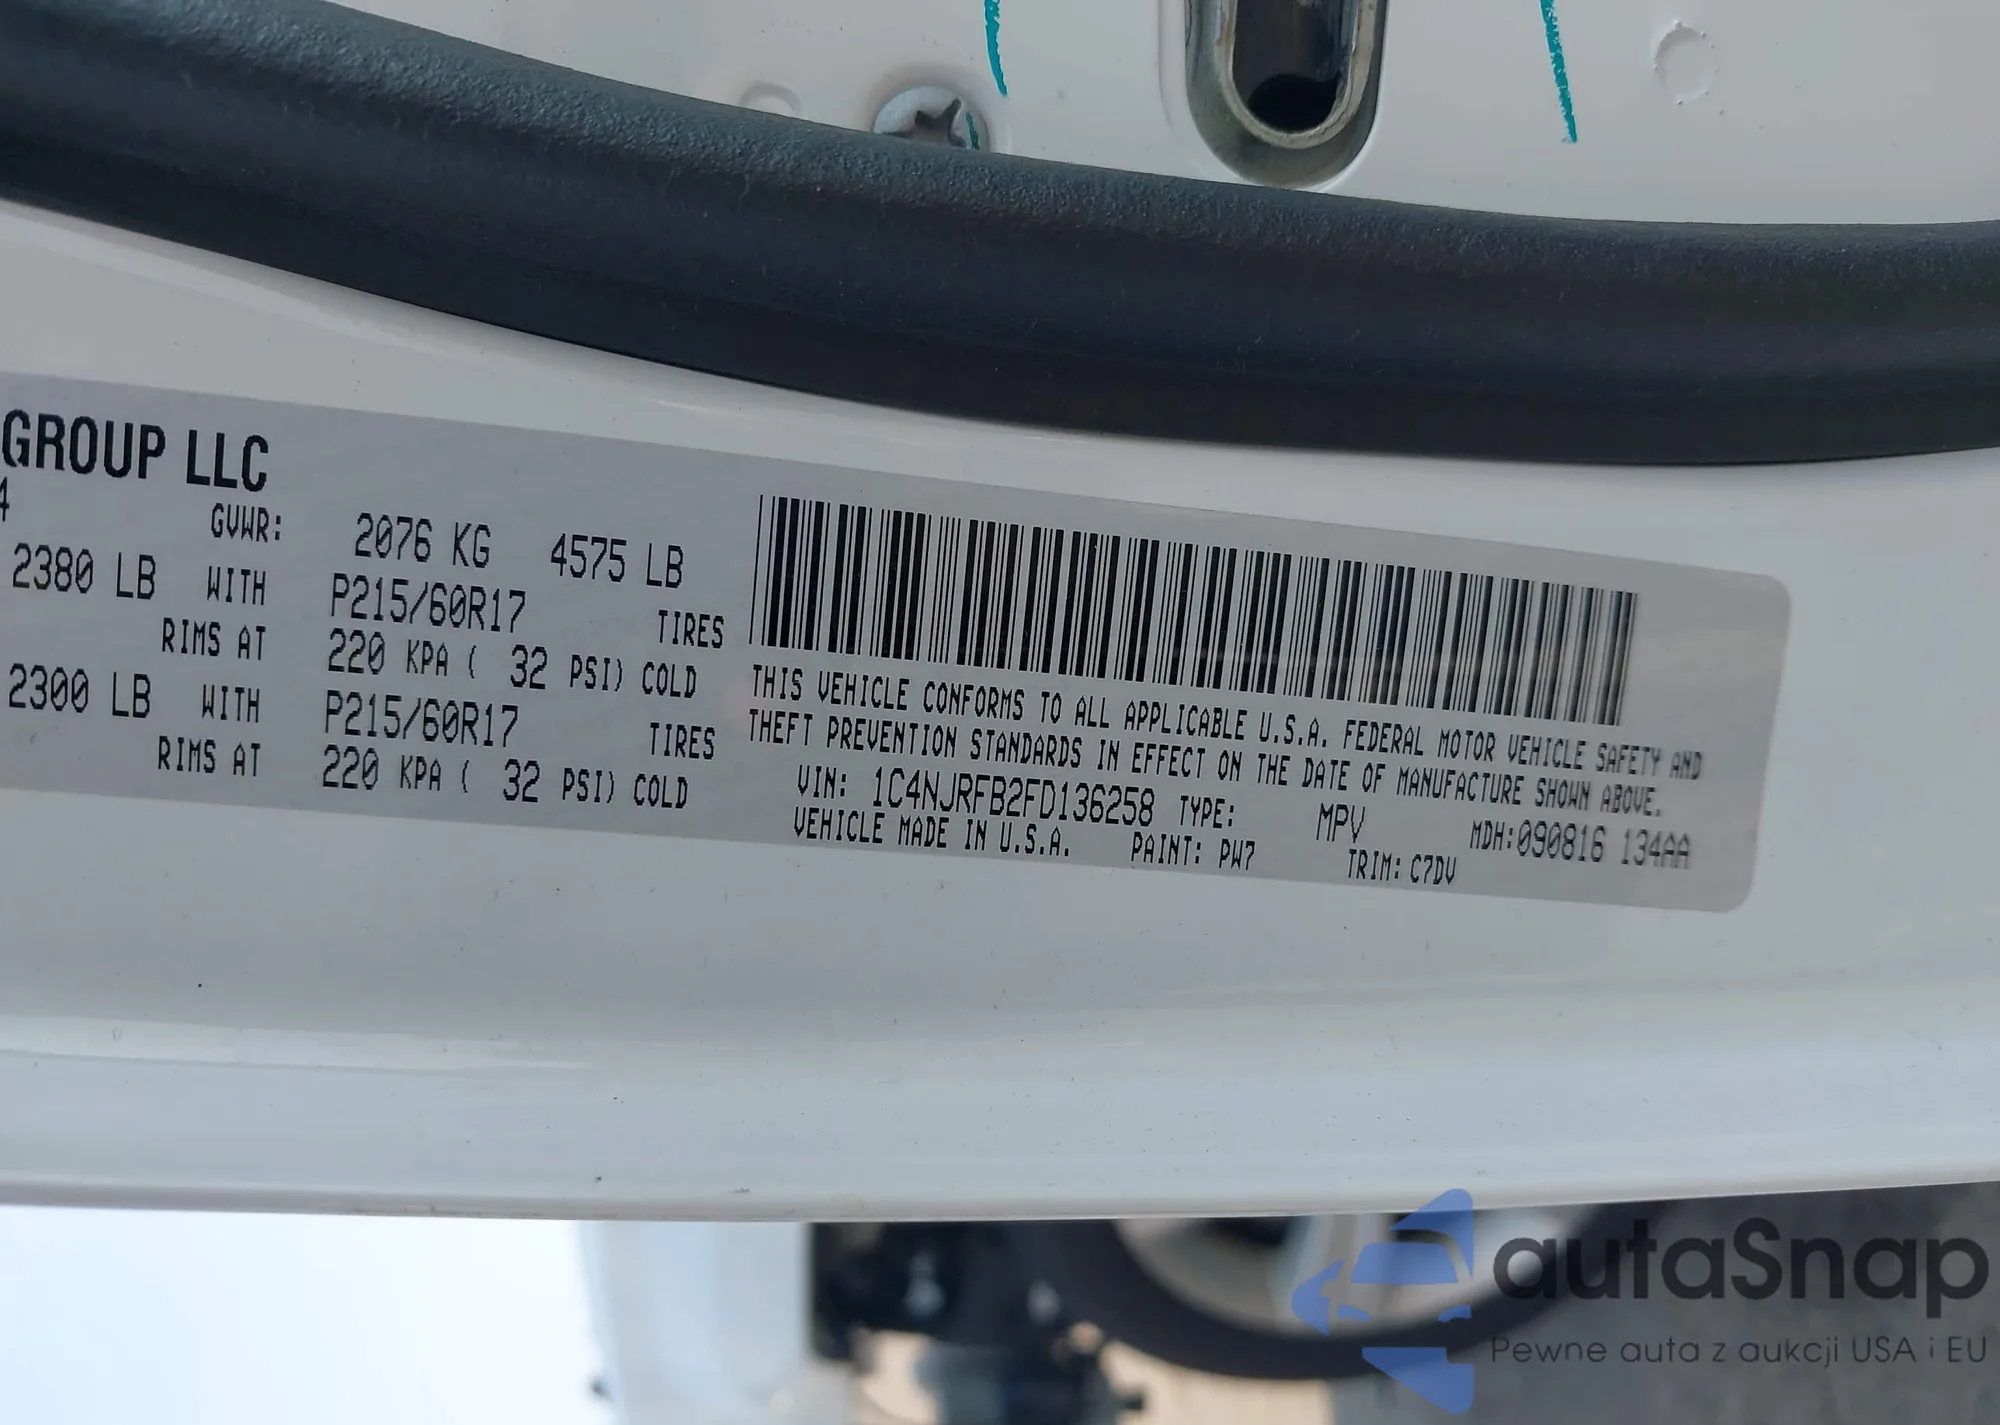 GROUP LLC
4 GVWR: 2076 KG 4575 LB
2380 LB WITH P215/60R17 TIRES
RIMS AT 220 KPA ( 32 PSI) COLD
2300 LB WITH P215/60R17 TIRES
RIMS AT 220 KPA ( 32 PSI) COLD
THIS VEHICLE CONFORMS TO ALL APPLICABLE U.S.A. FEDERAL MOTOR VEHICLE SAFETY AND
THEFT PREVENTION STANDARDS IN EFFECT ON THE DATE OF MANUFACTURE SHOWN ABOVE.
VIN: 1C4NJRFB2FD136258 TYPE: MPV MDH:090816 134AA
VEHICLE MADE IN U.S.A. PAINT: PW7 TRIM: C7DV
autaSnap
Pewne auta z aukcji USA i EU